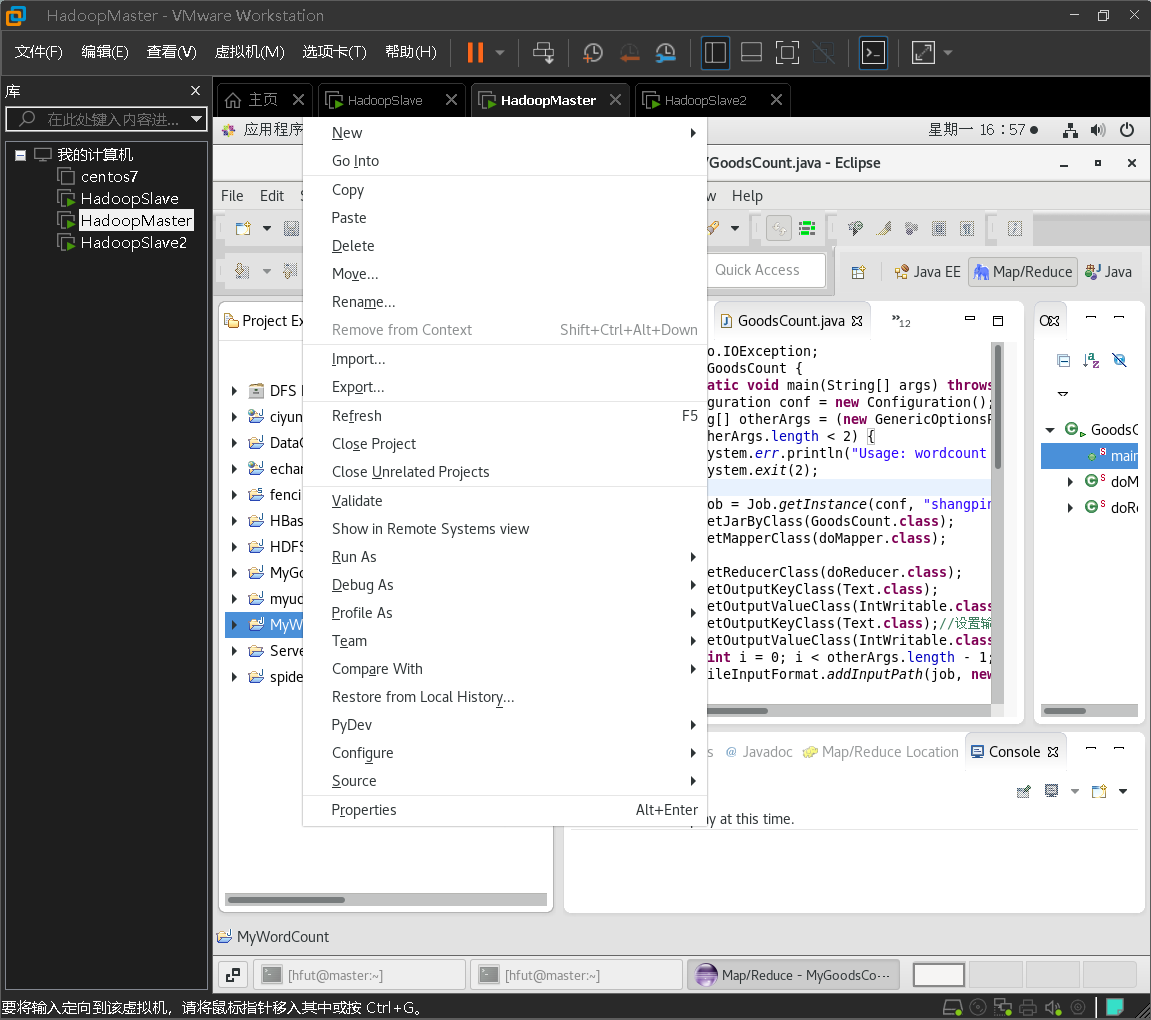 HadoopMaster - VMware Workstation
文件(F) 编辑(E) 查看(V) 虚拟机(M) 选项卡(T) 帮助(H)
库
在此处键入内容进...
主页 HadoopSlave HadoopMaster HadoopSlave2
我的计算机
centos7
HadoopSlave
HadoopMaster
HadoopSlave2
应用程序
星期一 16：57
/GoodsCount.java - Eclipse
File Edit Help
Quick Access
Java EE Map/Reduce Java
Project Ex
DFS
ciyun
DataC
echar
fenci
HBas
HDFS
MyGo
myud
MyW
Serve
spide
New
Go Into
Copy
Paste
Delete
Move...
Rename...
Remove from Context Shift+Ctrl+Alt+Down
Import...
Export...
Refresh F5
Close Project
Close Unrelated Projects
Validate
Show in Remote Systems view
Run As
Debug As
Profile As
Team
Compare With
Restore from Local History...
PyDev
Configure
Source
Properties Alt+Enter
GoodsCount.java
12
o.IOException;
GoodsCount {
atic void main(String[] args) throws
guration conf = new Configuration();
g[] otherArgs = (new GenericOptionsP
herArgs.length < 2) {
ystem.err.println("Usage: wordcount
ystem.exit(2);
ob = Job.getInstance(conf, "shangpin
etJarByClass(GoodsCount.class);
etMapperClass(doMapper.class);
etReducerClass(doReducer.class);
etOutputKeyClass(Text.class);
etOutputValueClass(IntWritable.class
etOutputKeyClass(Text.class);//设置输
etOutputValueClass(IntWritable.class
int i = 0; i < otherArgs.length - 1;
ileInputFormat.addInputPath(job, new
GoodsC
main
doM
doRe
s Javadoc Map/Reduce Location Console
ay at this time.
MyWordCount
[hfut@master:~] [hfut@master:~] Map/Reduce - MyGoodsCo···
要将输入定向到该虚拟机，请将鼠标指针移入其中或按 Ctrl+G。